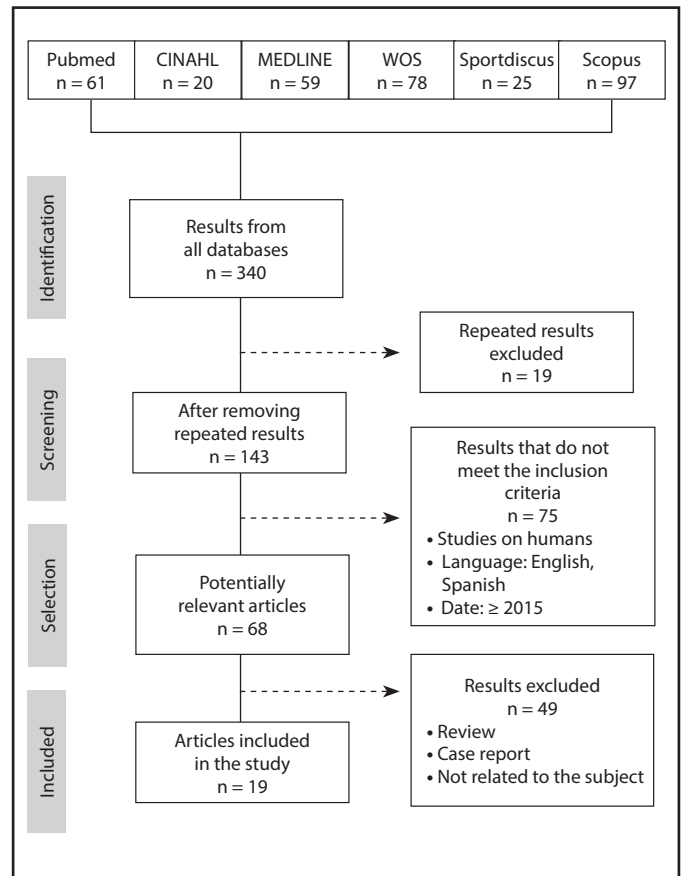 Pubmed
n = 61
CINAHL
n = 20
MEDLINE
n = 59
WOS
n = 78
Sportdiscus
n = 25
Scopus
n = 97
Identification
Results from
all databases
n = 340
Repeated results
excluded
n = 19
Screening
After removing
repeated results
n = 143
Results that do not
meet the inclusion
criteria
n = 75
• Studies on humans
• Language: English,
Spanish
• Date: ≥ 2015
Selection
Potentially
relevant articles
n = 68
Results excluded
n = 49
• Review
• Case report
• Not related to the subject
Included
Articles included
in the study
n = 19